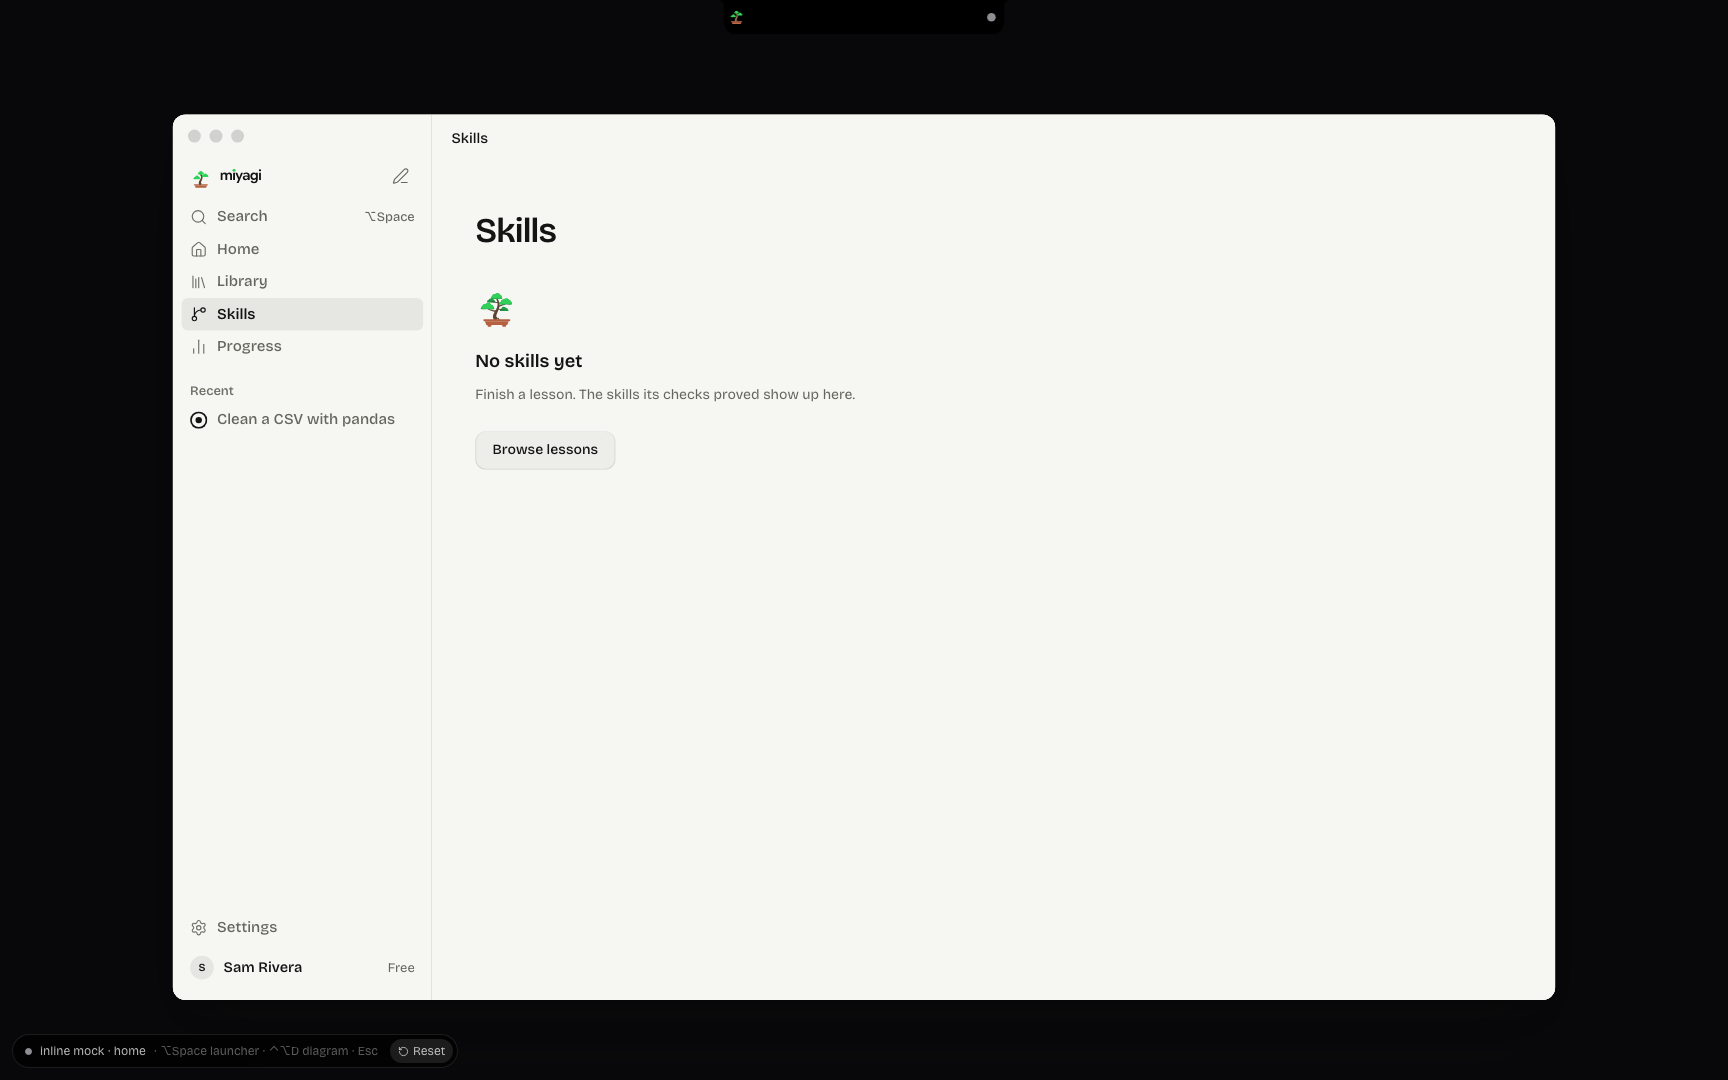 miyagi
Search ⌥Space
Home
Library
Skills
Progress
Recent
Clean a CSV with pandas
Settings
S Sam Rivera Free
Skills
Skills
No skills yet
Finish a lesson. The skills its checks proved show up here.
Browse lessons
inline mock · home · ⌥Space launcher · ^⌥D diagram · Esc Reset